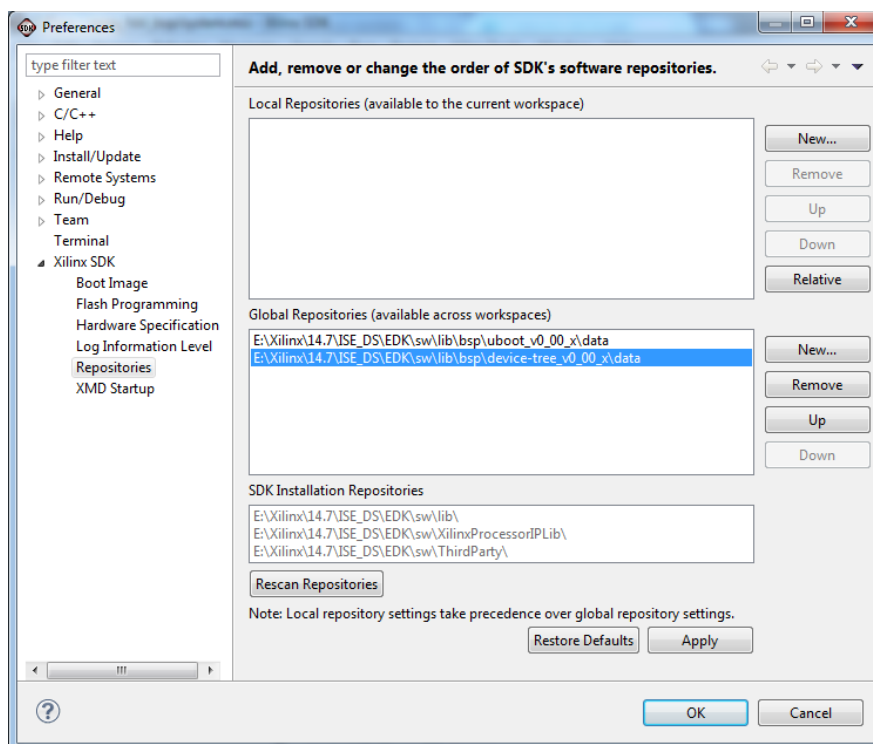 SDK Preferences
type filter text
Add, remove or change the order of SDK's software repositories.
General
C/C++
Help
Install/Update
Remote Systems
Run/Debug
Team
Terminal
Xilinx SDK
Boot Image
Flash Programming
Hardware Specification
Log Information Level
Repositories
XMD Startup
Local Repositories (available to the current workspace)
New...
Remove
Up
Down
Relative
Global Repositories (available across workspaces)
E:\Xilinx\14.7\ISE_DS\EDK\sw\lib\bsp\uboot_v0_00_x\data
E:\Xilinx\14.7\ISE_DS\EDK\sw\lib\bsp\device-tree_v0_00_x\data
New...
Remove
Up
Down
SDK Installation Repositories
E:\Xilinx\14.7\ISE_DS\EDK\sw\lib\
E:\Xilinx\14.7\ISE_DS\EDK\sw\XilinxProcessorIPLib\
E:\Xilinx\14.7\ISE_DS\EDK\sw\ThirdParty\
Rescan Repositories
Note: Local repository settings take precedence over global repository settings.
Restore Defaults
Apply
?
OK
Cancel